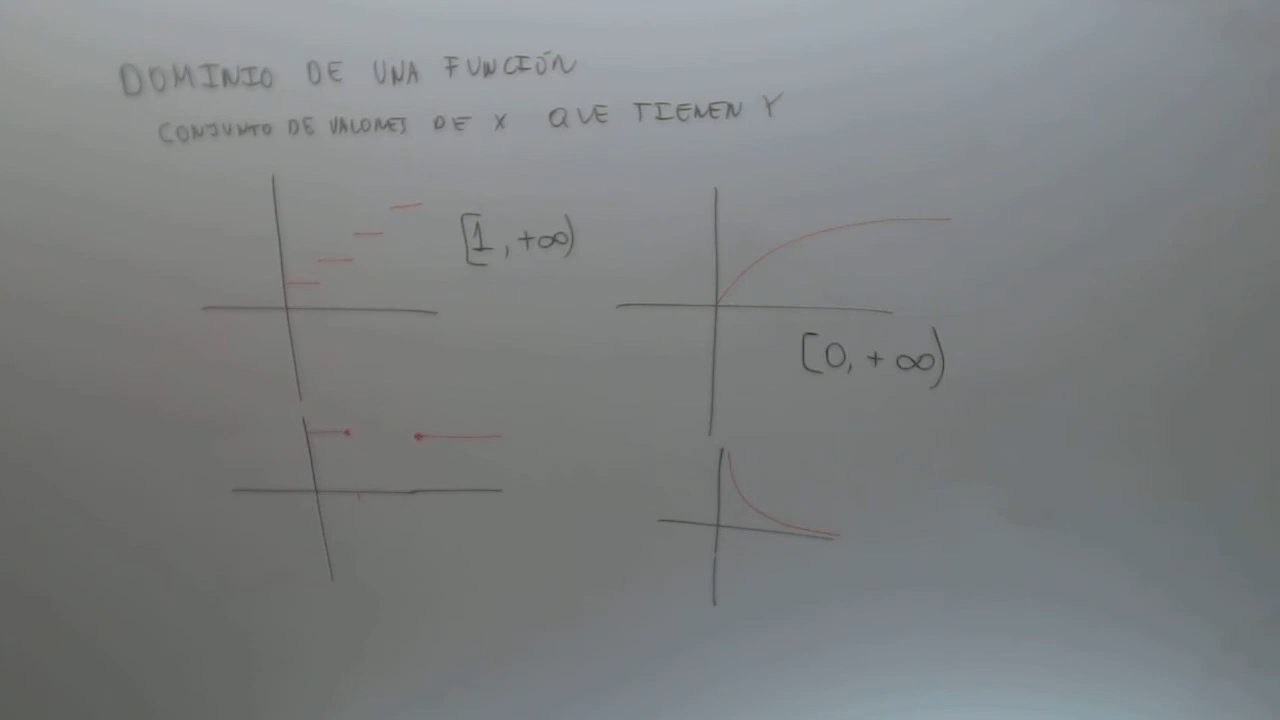 DOMINIO DE UNA FUNCIÓN
CONJUNTO DE VALORES DE X QUE TIENEN Y
[1, +∞)
[0, +∞)